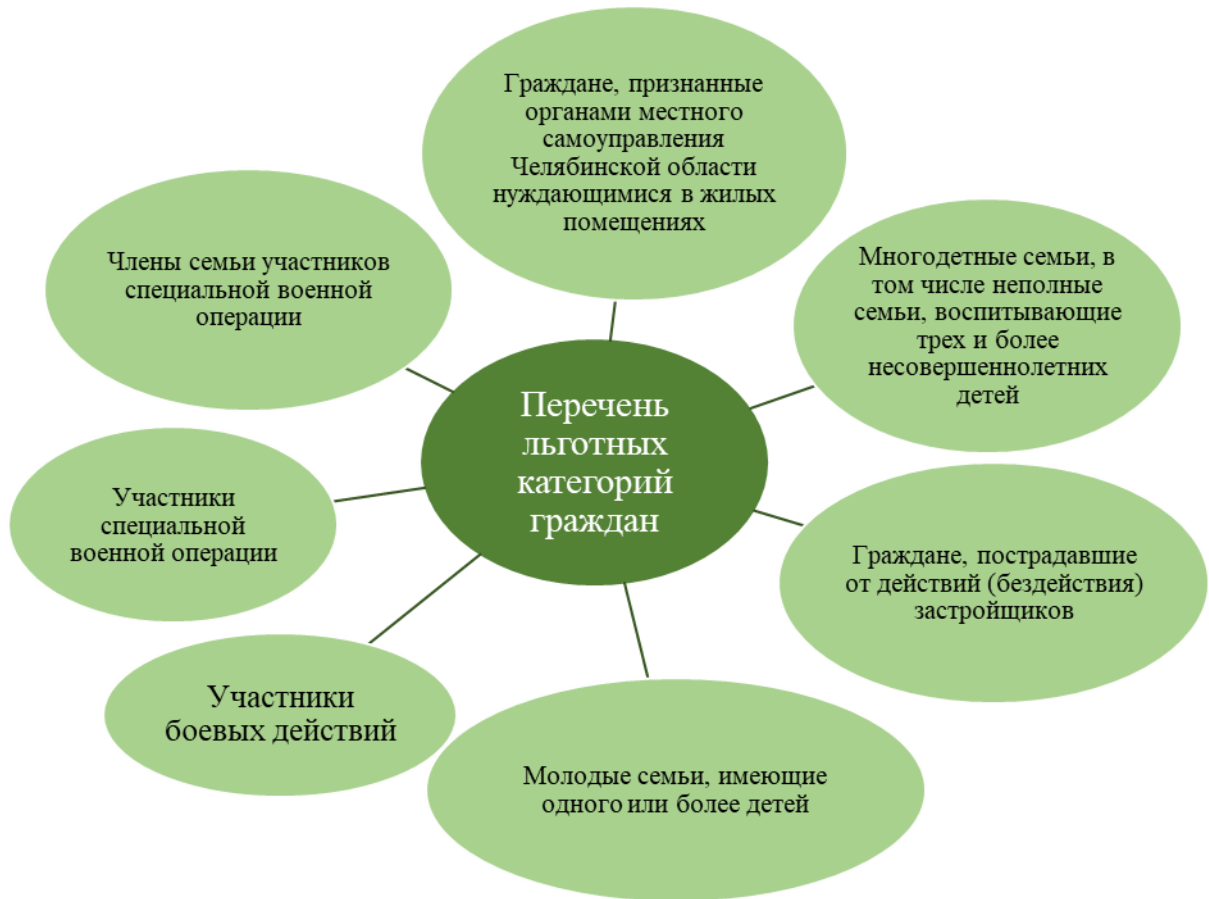 Граждане, признанные
органами местного
самоуправления
Челябинской области
нуждающимися в жилых
помещениях
Многодетные семьи, в
том числе неполные
семьи, воспитывающие
трех и более
несовершеннолетних
детей
Граждане, пострадавшие
от действий (бездействия)
застройщиков
Молодые семьи, имеющие
одного или более детей
Участники
боевых действий
Участники
специальной
военной операции
Члены семьи участников
специальной военной
операции
Перечень
льготных
категорий
граждан